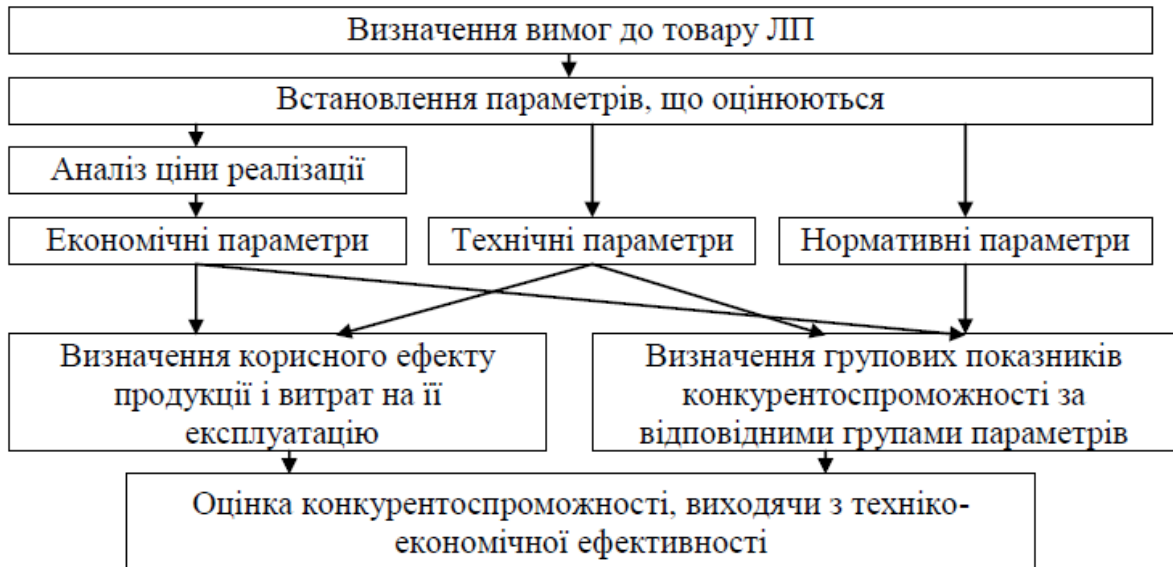 Визначення вимог до товару ЛП
Встановлення параметрів, що оцінюються
Аналіз ціни реалізації
Економічні параметри
Технічні параметри
Нормативні параметри
Визначення корисного ефекту
продукції і витрат на її
експлуатацію
Визначення групових показників
конкурентоспроможності за
відповідними групами параметрів
Оцінка конкурентоспроможності, виходячи з техніко-
економічної ефективності